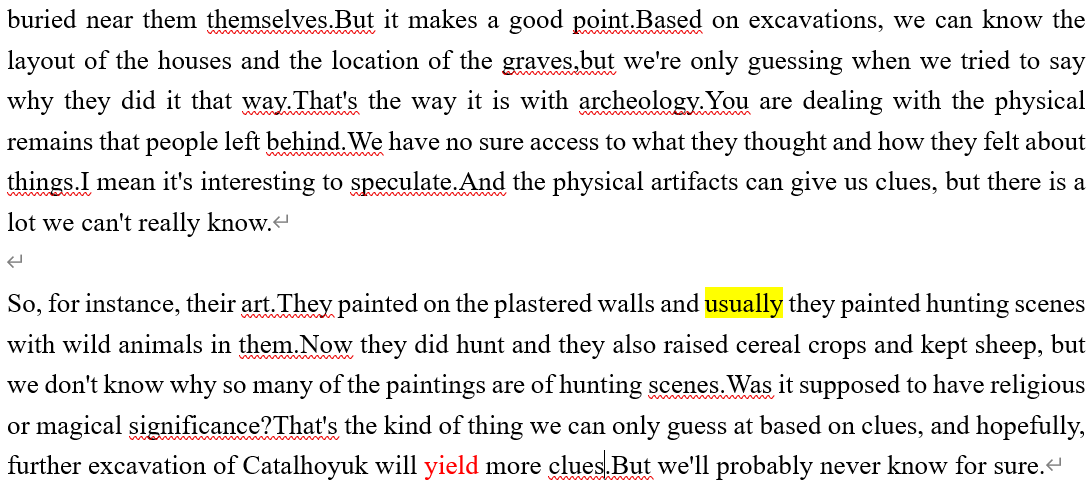 buried near them themselves.But it makes a good point.Based on excavations, we can know the
layout of the houses and the location of the graves,but we're only guessing when we tried to say
why they did it that way.That's the way it is with archeology.You are dealing with the physical
remains that people left behind.We have no sure access to what they thought and how they felt about
things.I mean it's interesting to speculate.And the physical artifacts can give us clues, but there is a
lot we can't really know.
So, for instance, their art.They painted on the plastered walls and usually they painted hunting scenes
with wild animals in them.Now they did hunt and they also raised cereal crops and kept sheep, but
we don't know why so many of the paintings are of hunting scenes.Was it supposed to have religious
or magical significance?That's the kind of thing we can only guess at based on clues, and hopefully,
further excavation of Catalhoyuk will yield more clues.But we'll probably never know for sure.